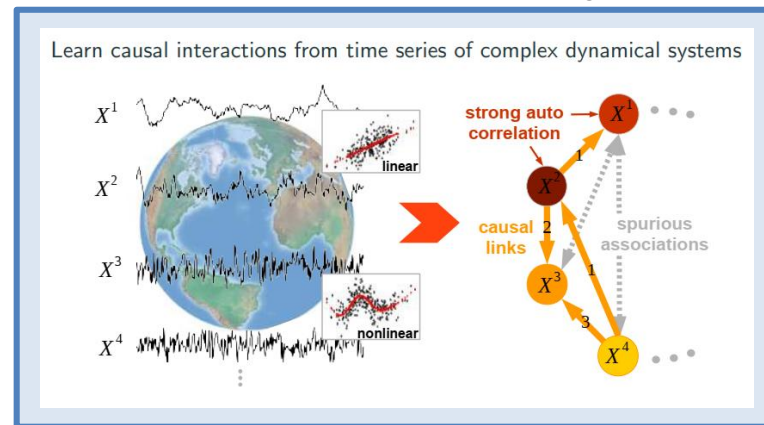 Learn causal interactions from time series of complex dynamical systems
X¹
X²
X³
X⁴
linear
nonlinear
strong auto
correlation
X¹
1
X²
causal
links
2
spurious
associations
1
X³
3
X⁴